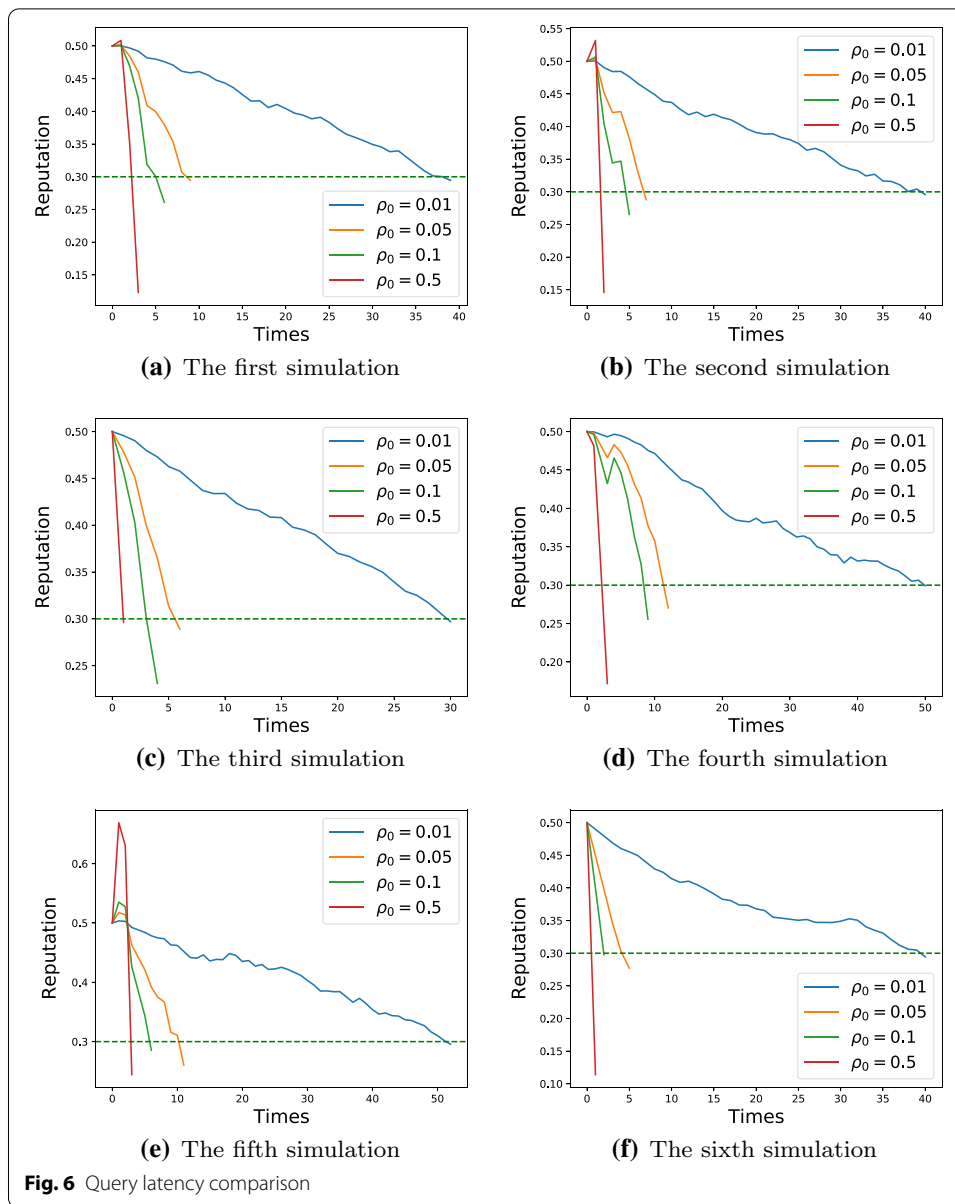 0.50
0.45
0.40
0.35
0.30
0.25
0.20
0.15
Reputation
ρ₀ = 0.01
ρ₀ = 0.05
ρ₀ = 0.1
ρ₀ = 0.5
0 5 10 15 20 25 30 35 40
Times
(a) The first simulation
0.55
0.50
0.45
0.40
0.35
0.30
0.25
0.20
0.15
Reputation
ρ₀ = 0.01
ρ₀ = 0.05
ρ₀ = 0.1
ρ₀ = 0.5
0 5 10 15 20 25 30 35 40
Times
(b) The second simulation
0.50
0.45
0.40
0.35
0.30
0.25
Reputation
ρ₀ = 0.01
ρ₀ = 0.05
ρ₀ = 0.1
ρ₀ = 0.5
0 5 10 15 20 25 30
Times
(c) The third simulation
0.50
0.45
0.40
0.35
0.30
0.25
0.20
Reputation
ρ₀ = 0.01
ρ₀ = 0.05
ρ₀ = 0.1
ρ₀ = 0.5
0 10 20 30 40 50
Times
(d) The fourth simulation
0.6
0.5
0.4
0.3
Reputation
ρ₀ = 0.01
ρ₀ = 0.05
ρ₀ = 0.1
ρ₀ = 0.5
0 10 20 30 40 50
Times
(e) The fifth simulation
0.50
0.45
0.40
0.35
0.30
0.25
0.20
0.15
0.10
Reputation
ρ₀ = 0.01
ρ₀ = 0.05
ρ₀ = 0.1
ρ₀ = 0.5
0 5 10 15 20 25 30 35 40
Times
(f) The sixth simulation
Fig. 6 Query latency comparison